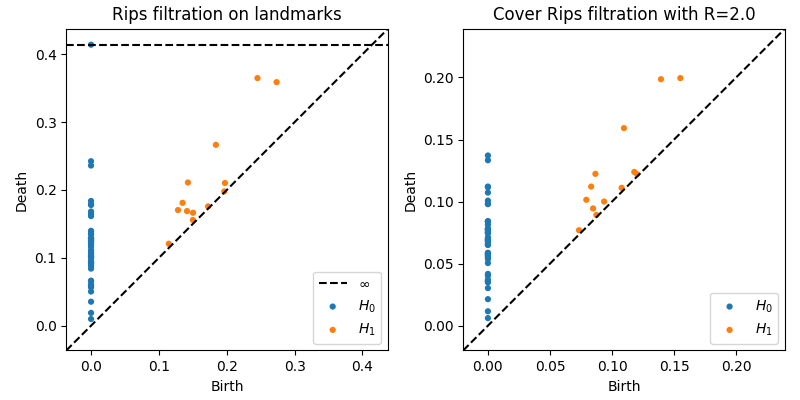 Rips filtration on landmarks
Death
0.4
0.3
0.2
0.1
0.0
0.0 0.1 0.2 0.3 0.4
Birth
∞
H₀
H₁
Cover Rips filtration with R=2.0
Death
0.20
0.15
0.10
0.05
0.00
0.00 0.05 0.10 0.15 0.20
Birth
H₀
H₁